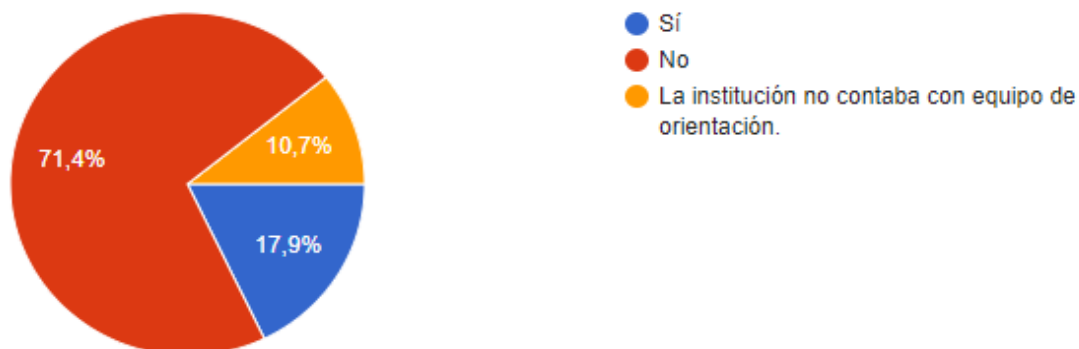 71,4%
10,7%
17,9%
Sí
No
La institución no contaba con equipo de
orientación.